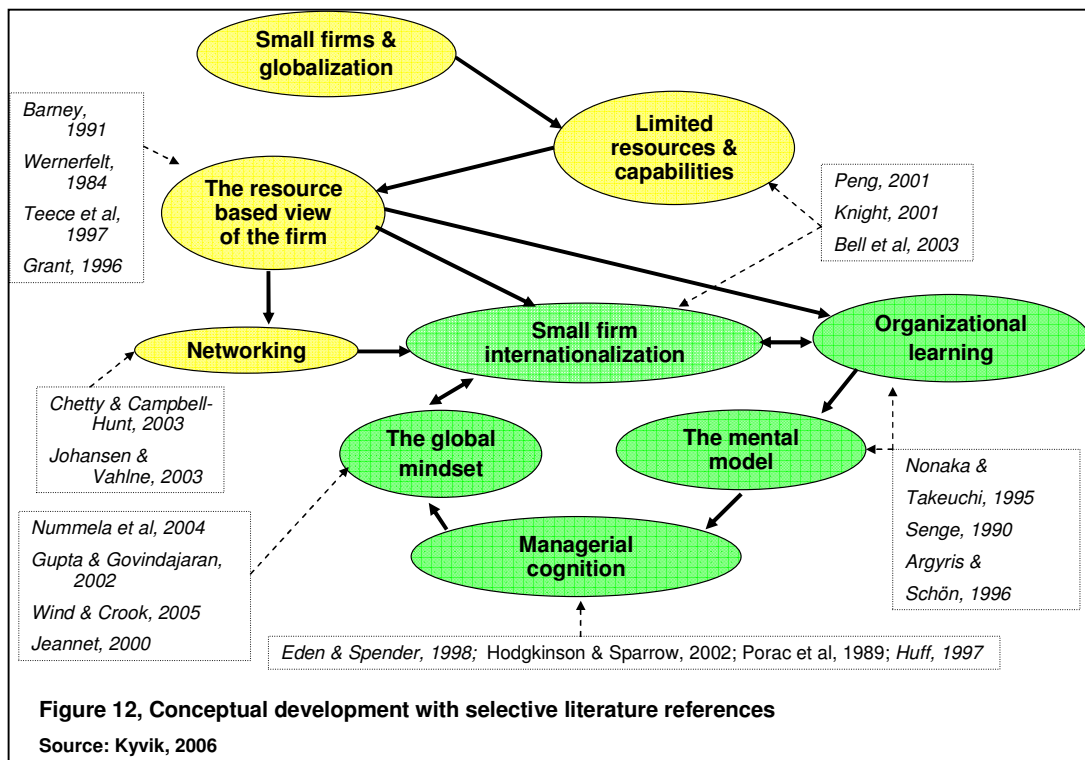 Small firms &
globalization
Limited
resources &
capabilities
Barney,
1991
Wernerfelt,
1984
Teece et al,
1997
Grant, 1996
The resource
based view
of the firm
Peng, 2001
Knight, 2001
Bell et al, 2003
Networking
Small firm
internationalization
Organizational
learning
Chetty & Campbell-
Hunt, 2003
Johansen &
Vahlne, 2003
The global
mindset
The mental
model
Nonaka &
Takeuchi, 1995
Senge, 1990
Argyris &
Schön, 1996
Nummela et al, 2004
Gupta & Govindajaran,
2002
Wind & Crook, 2005
Jeannet, 2000
Managerial
cognition
Eden & Spender, 1998; Hodgkinson & Sparrow, 2002; Porac et al, 1989; Huff, 1997
Figure 12, Conceptual development with selective literature references
Source: Kyvik, 2006